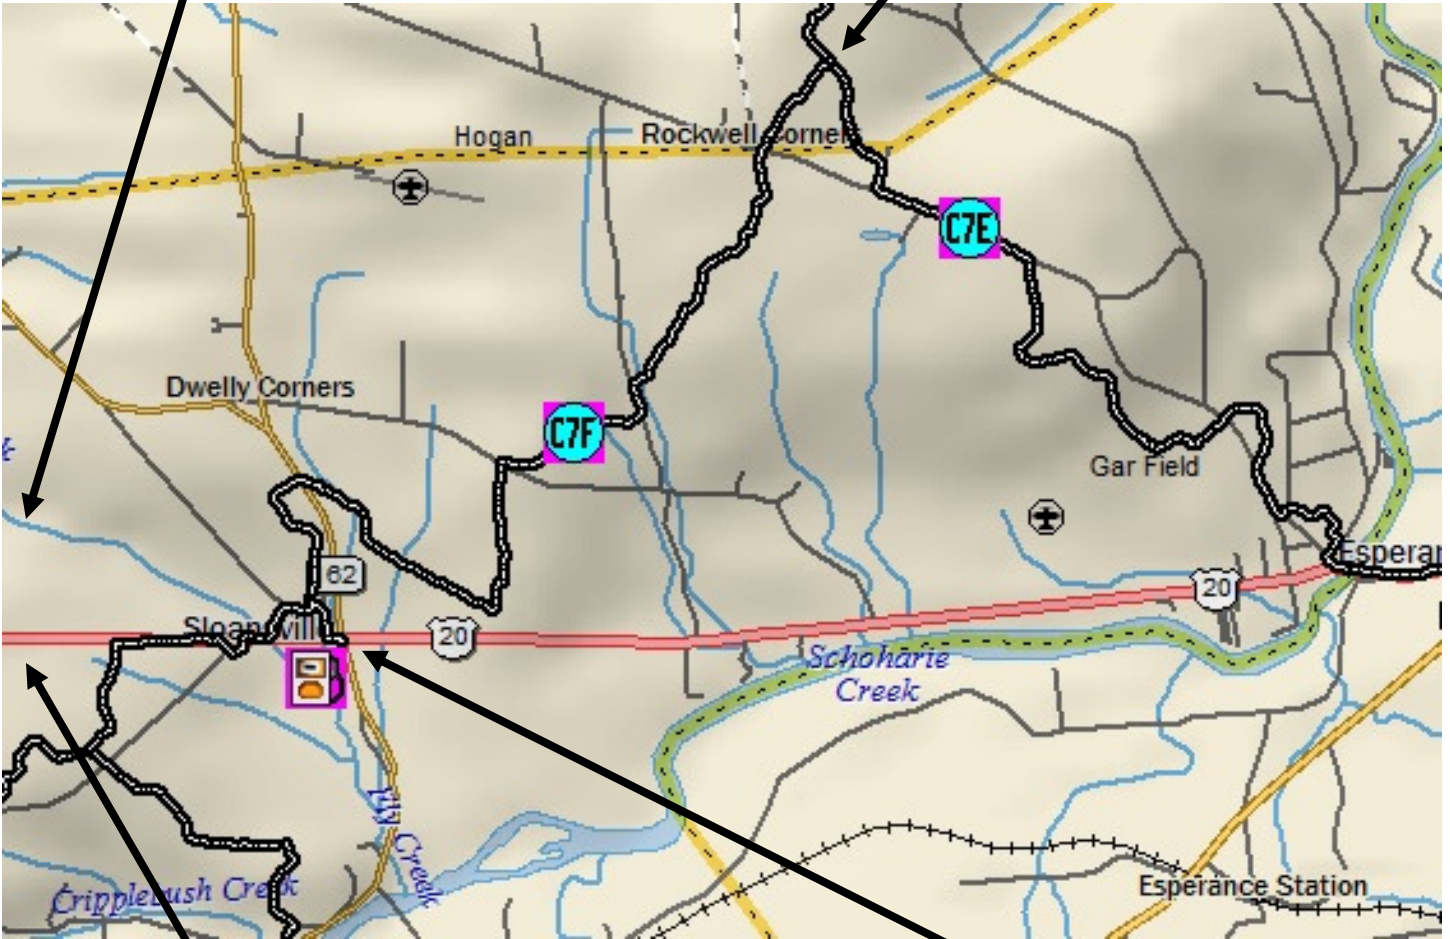 Hogan
Rockwell Corners
C7E
Dwelly Corners
C7F
Gar Field
62
20
Sloansville
20
Schoharie
Creek
Fly Creek
Cripplebush Creek
Esperance Station